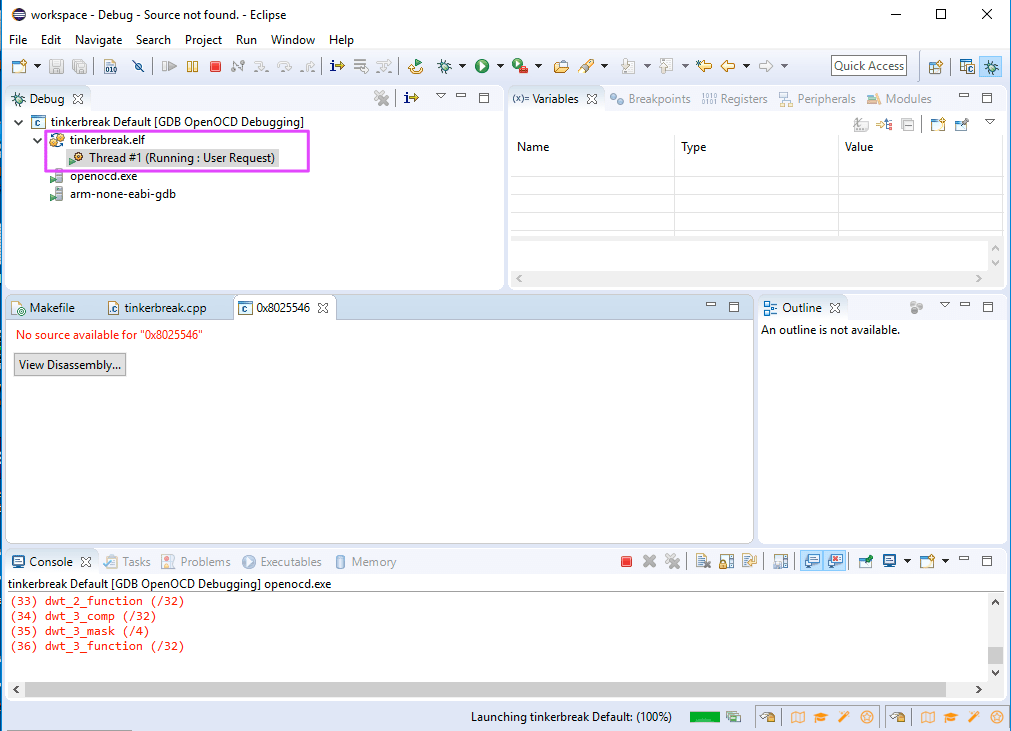 workspace - Debug - Source not found. - Eclipse
File Edit Navigate Search Project Run Window Help
Quick Access
Debug
tinkerbreak Default [GDB OpenOCD Debugging]
tinkerbreak.elf
Thread #1 (Running : User Request)
openocd.exe
arm-none-eabi-gdb
(x)= Variables Breakpoints Registers Peripherals Modules
Name Type Value
Makefile tinkerbreak.cpp 0x8025546
No source available for "0x8025546"
View Disassembly...
Outline
An outline is not available.
Console Tasks Problems Executables Memory
tinkerbreak Default [GDB OpenOCD Debugging] openocd.exe
(33) dwt_2_function (/32)
(34) dwt_3_comp (/32)
(35) dwt_3_mask (/4)
(36) dwt_3_function (/32)
Launching tinkerbreak Default: (100%)